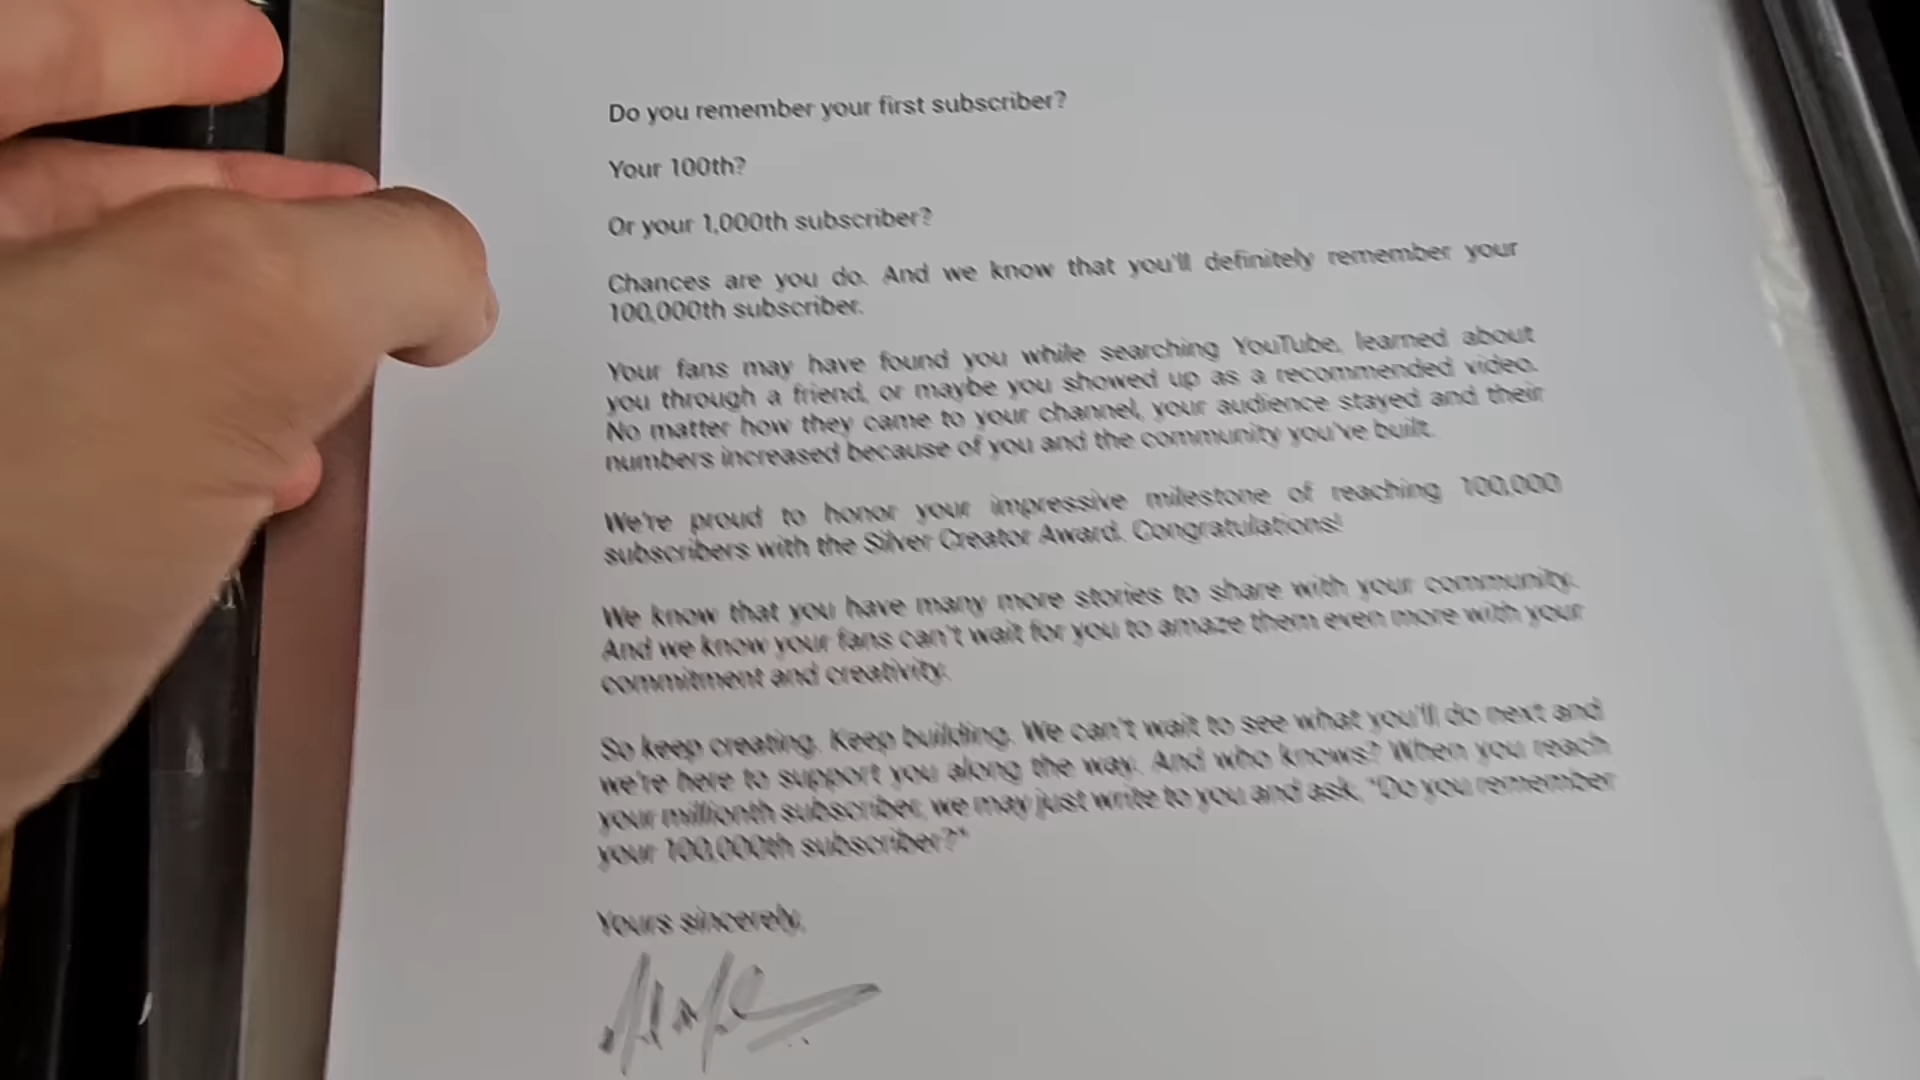 Do you remember your first subscriber?
Your 100th?
Or your 1,000th subscriber?
Chances are you do. And we know that you'll definitely remember your
100,000th subscriber.
Your fans may have found you while searching YouTube, learned about
you through a friend, or maybe you showed up as a recommended video.
No matter how they came to your channel, your audience stayed and their
numbers increased because of you and the community you've built.
We're proud to honor your impressive milestone of reaching 100,000
subscribers with the Silver Creator Award. Congratulations!
We know that you have many more stories to share with your community.
And we know your fans can't wait for you to amaze them even more with your
commitment and creativity.
So keep creating. Keep building. We can't wait to see what you'll do next and
we're here to support you along the way. And who knows? When you reach
your millionth subscriber, we may just write to you and ask, "Do you remember
your 100,000th subscriber?"
Yours sincerely,